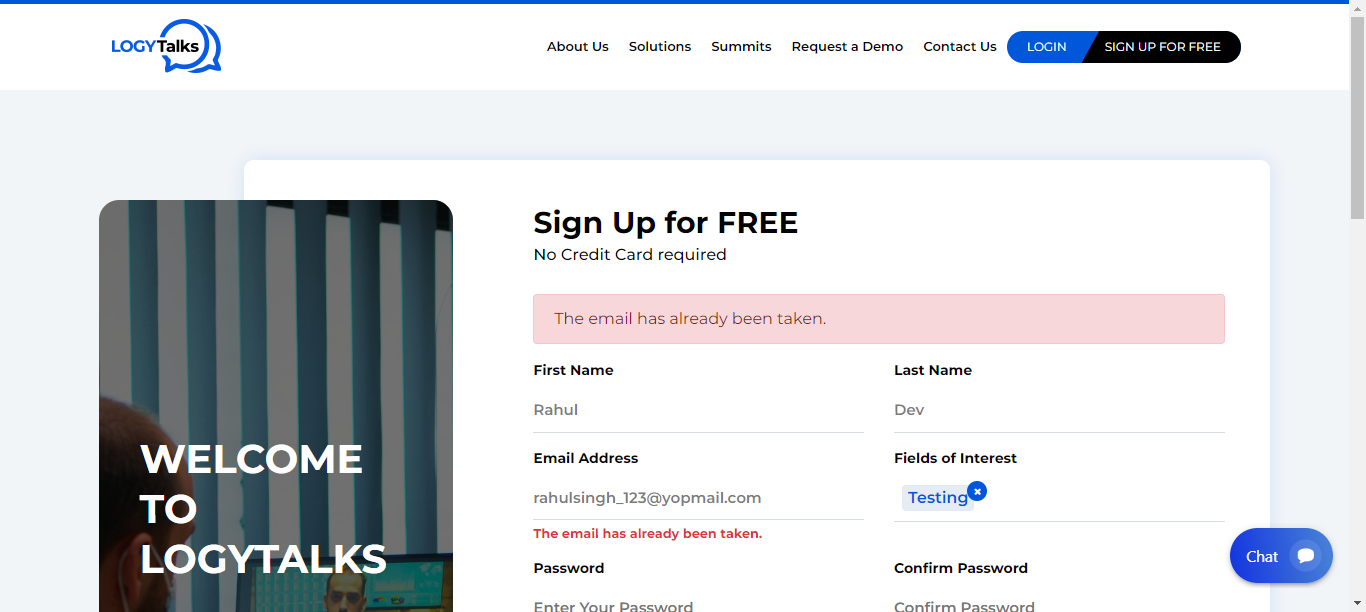 LOGYTalks
About Us Solutions Summits Request a Demo Contact Us LOGIN SIGN UP FOR FREE
Sign Up for FREE
No Credit Card required
The email has already been taken.
First Name Last Name
Rahul Dev
Email Address Fields of Interest
rahulsingh_123@yopmail.com Testing
The email has already been taken.
Password Confirm Password
Enter Your Password Confirm Password
WELCOME
TO
LOGYTALKS
Chat